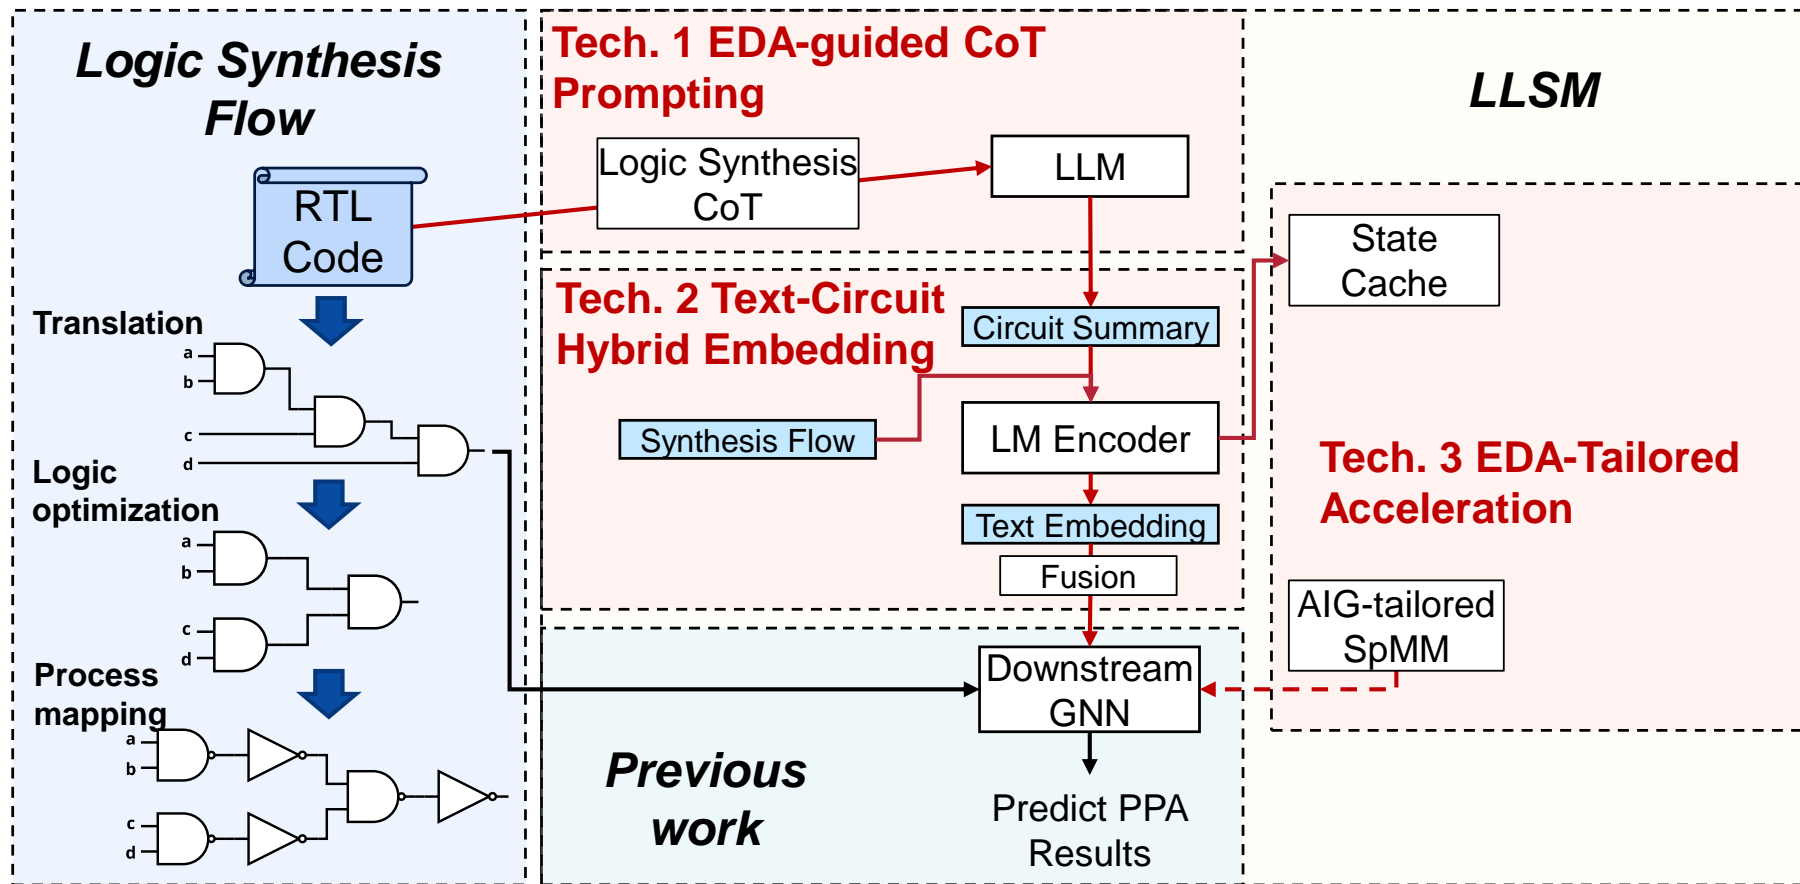 Logic Synthesis
Flow
RTL
Code
Translation
a
b
c
d
Logic
optimization
a
b
c
d
Process
mapping
a
b
c
d
Tech. 1 EDA-guided CoT
Prompting
Logic Synthesis
CoT
LLM
Tech. 2 Text-Circuit
Hybrid Embedding
Circuit Summary
Synthesis Flow
LM Encoder
Text Embedding
Fusion
Downstream
GNN
Previous
work
Predict PPA
Results
LLSM
State
Cache
Tech. 3 EDA-Tailored
Acceleration
AIG-tailored
SpMM